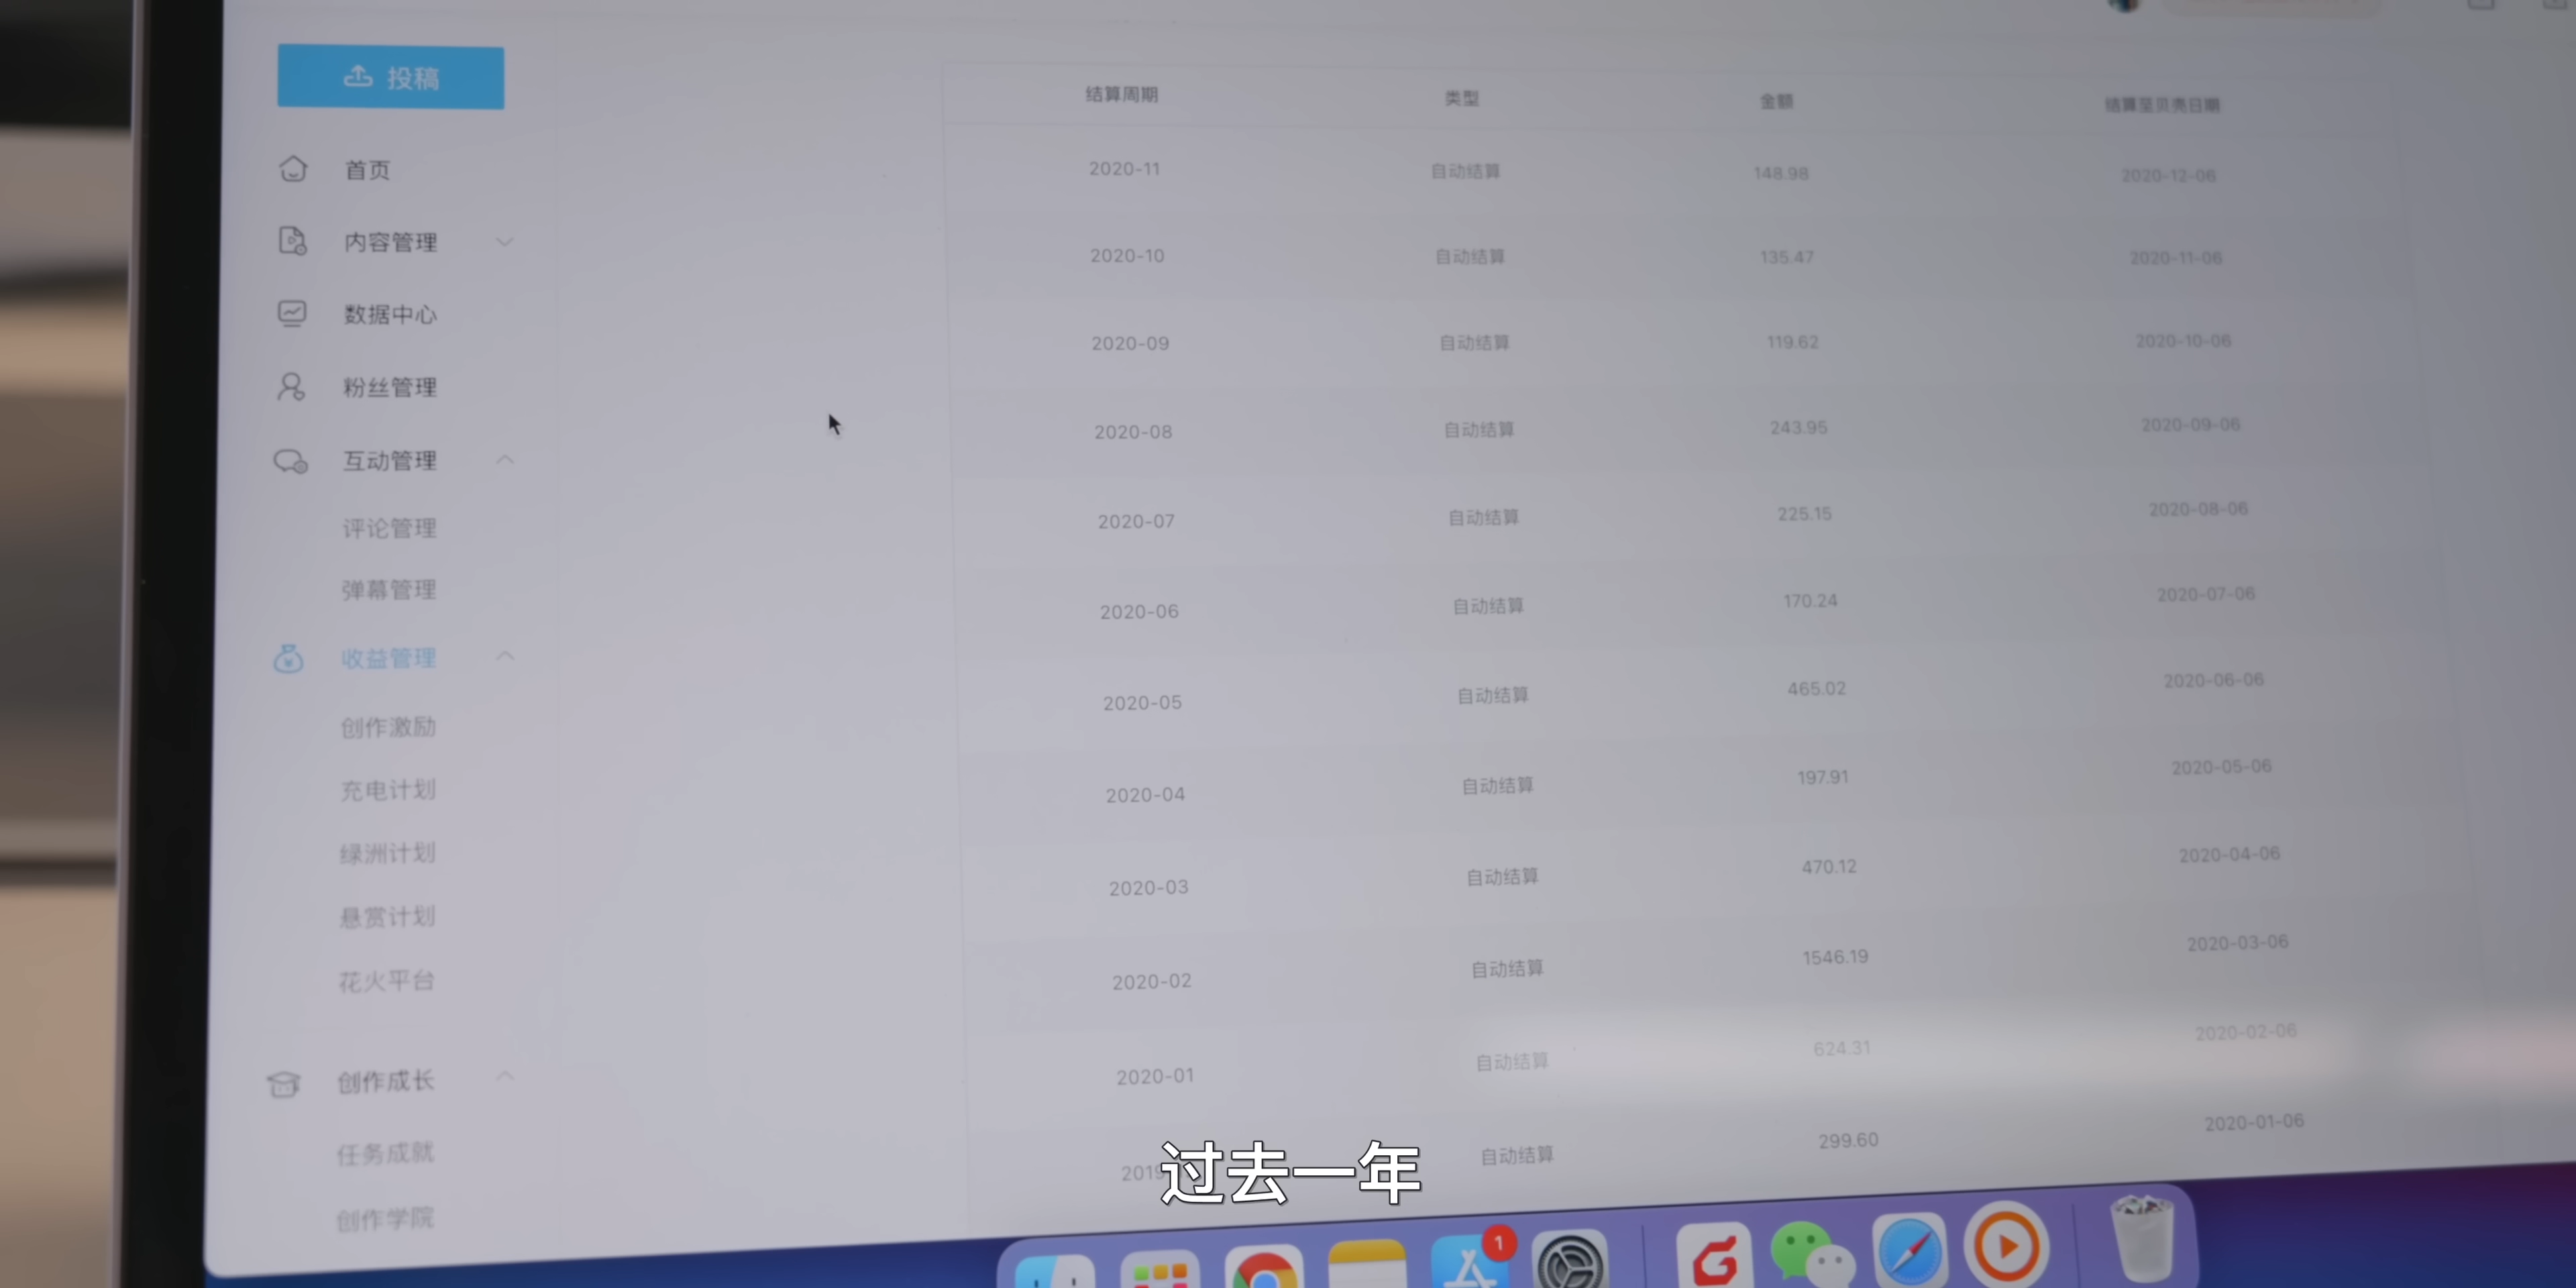 投稿
首页
内容管理
数据中心
粉丝管理
互动管理
评论管理
弹幕管理
收益管理
创作激励
充电计划
绿洲计划
悬赏计划
花火平台
创作成长
任务成就
创作学院
结算周期 类型 金额 结算至贝壳日期
2020-11 自动结算 148.98 2020-12-06
2020-10 自动结算 135.47 2020-11-06
2020-09 自动结算 119.62 2020-10-06
2020-08 自动结算 243.95 2020-09-06
2020-07 自动结算 225.15 2020-08-06
2020-06 自动结算 170.24 2020-07-06
2020-05 自动结算 465.02 2020-06-06
2020-04 自动结算 197.91 2020-05-06
2020-03 自动结算 470.12 2020-04-06
2020-02 自动结算 1546.19 2020-03-06
2020-01 自动结算 624.31 2020-02-06
2019 自动结算 299.60 2020-01-06
过去一年
1